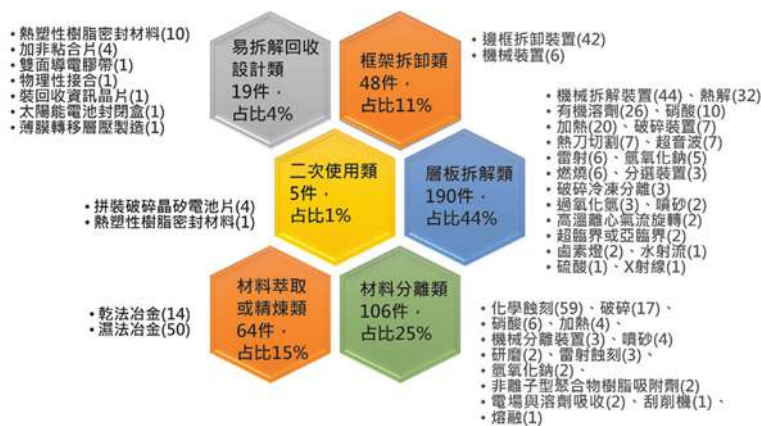 • 熱塑性樹脂密封材料(10)
• 加非粘合片(4)
• 雙面導電膠帶(1)
• 物理性接合(1)
• 裝回收資訊晶片(1)
• 太陽能電池封閉盒(1)
• 薄膜轉移層壓製造(1)
易拆解回收
設計類
19件，
占比4%
框架拆卸類
48件，
占比11%
• 邊框拆卸裝置(42)
• 機械裝置(6)
• 拼裝破碎晶矽電池片(4)
• 熱塑性樹脂密封材料(1)
二次使用類
5件，
占比1%
層板拆解類
190件，
占比44%
• 機械拆解裝置(44)、熱解(32)
有機溶劑(26)、硝酸(10)
加熱(20)、破碎裝置(7)
熱刀切割(7)、超音波(7)
雷射(6)、氫氧化鈉(5)
燃燒(6)、分選裝置(3)
破碎冷凍分離(3)
過氧化氫(3)、噴砂(2)
高溫離心氣流旋轉(2)
超臨界或亞臨界(2)
鹵素燈(2)、水射流(1)
硫酸(1)、X射線(1)
• 乾法冶金(14)
• 濕法冶金(50)
材料萃取
或精煉類
64件，
占比15%
材料分離類
106件，
占比25%
• 化學蝕刻(59)、破碎(17)、
• 硝酸(6)、加熱(4)、
• 機械分離裝置(3)、噴砂(4)
• 研磨(2)、雷射蝕刻(3)、
• 氫氧化鈉(2)、
• 非離子型聚合物樹脂吸附劑(2)
• 電場與溶劑吸收(2)、刮削機(1)、
• 熔融(1)